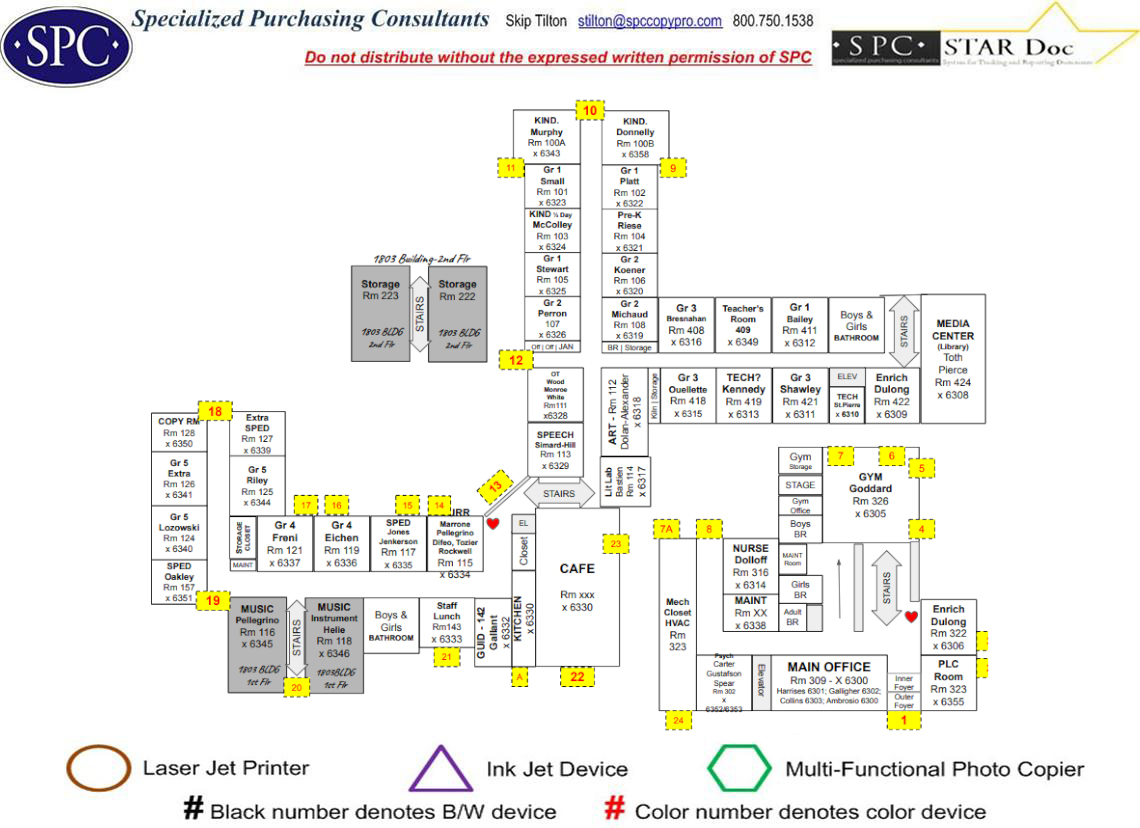 Specialized Purchasing Consultants Skip Tilton stilton@spccopypro.com 800.750.1538
·SPC·
Do not distribute without the expressed written permission of SPC
·SPC· STAR Doc
specialized purchasing consultants System for Tracking and Reporting Documents
10
KIND.
Murphy
Rm 100A
x 6343
KIND.
Donnelly
Rm 100B
x 6358
11
9
Gr 1
Small
Rm 101
x 6323
Gr 1
Platt
Rm 102
x 6322
KIND ½ Day
McColley
Rm 103
x 6324
Pre-K
Riese
Rm 104
x 6321
Gr 1
Stewart
Rm 105
x 6325
Gr 2
Koener
Rm 106
x 6320
Gr 2
Perron
107
x 6326
Gr 2
Michaud
Rm 108
x 6319
Off | Off | JAN
BR | Storage
1803 Building-2nd Flr
Storage
Rm 223
1803 BLDG
2nd Flr
STAIRS
Storage
Rm 222
1803 BLDG
2nd Flr
Gr 3
Bresnahan
Rm 408
x 6316
Teacher's
Room
409
x 6349
Gr 1
Bailey
Rm 411
x 6312
Boys &
Girls
BATHROOM
STAIRS
MEDIA
CENTER
(Library)
Toth
Pierce
Rm 424
x 6308
12
OT
Wood
Monroe
White
Rm111
x6328
ART - Rm 112
Dolan-Alexander
x 6318
Kiln | Storage
Gr 3
Ouellette
Rm 418
x 6315
TECH?
Kennedy
Rm 419
x 6313
Gr 3
Shawley
Rm 421
x 6311
ELEV
TECH
St.Pierre
x 6310
Enrich
Dulong
Rm 422
x 6309
SPEECH
Simard-Hill
Rm 113
x 6329
Lit Lab
Bastien
Rm 114
x 6317
STAIRS
13
18
COPY RM
Rm 128
x 6350
Extra
SPED
Rm 127
x 6339
Gr 5
Extra
Rm 126
x 6341
Gr 5
Riley
Rm 125
x 6344
Gr 5
Lozowski
Rm 124
x 6340
SPED
Oakley
Rm 157
x 6351
STORAGE
CLOSET
MAINT
17
16
15
14
Gr 4
Freni
Rm 121
x 6337
Gr 4
Eichen
Rm 119
x 6336
SPED
Jones
Jenkerson
Rm 117
x 6335
URR
Marrone
Pellegrino
Difeo, Tozier
Rockwell
Rm 115
x 6334
EL
Closet
23
CAFE
Rm xxx
x 6330
KITCHEN
x 6330
19
MUSIC
Pellegrino
Rm 116
x 6345
1803 BLDG
1st Flr
STAIRS
20
MUSIC
Instrument
Helie
Rm 118
x 6346
1803BLDG
1st Flr
Boys &
Girls
BATHROOM
Staff
Lunch
Rm143
x 6333
21
GUID - 142
Gallant
x 6332
A
22
Gym
Storage
STAGE
Gym
Office
Boys
BR
7
6
5
GYM
Goddard
Rm 326
x 6305
4
7A
8
NURSE
Dolloff
Rm 316
x 6314
MAINT
Room
Girls
BR
MAINT
Rm XX
x 6338
Adult
BR
STAIRS
Mech
Closet
HVAC
Rm
323
Enrich
Dulong
Rm 322
x 6306
Psych
Carter
Gustafson
Spear
Rm 302
x
6352/6353
Elevator
MAIN OFFICE
Rm 309 - X 6300
Harrises 6301; Galligher 6302;
Collins 6303; Ambrosio 6300
Inner
Foyer
Outer
Foyer
PLC
Room
Rm 323
x 6355
24
1
Laser Jet Printer
Ink Jet Device
Multi-Functional Photo Copier
# Black number denotes B/W device
# Color number denotes color device